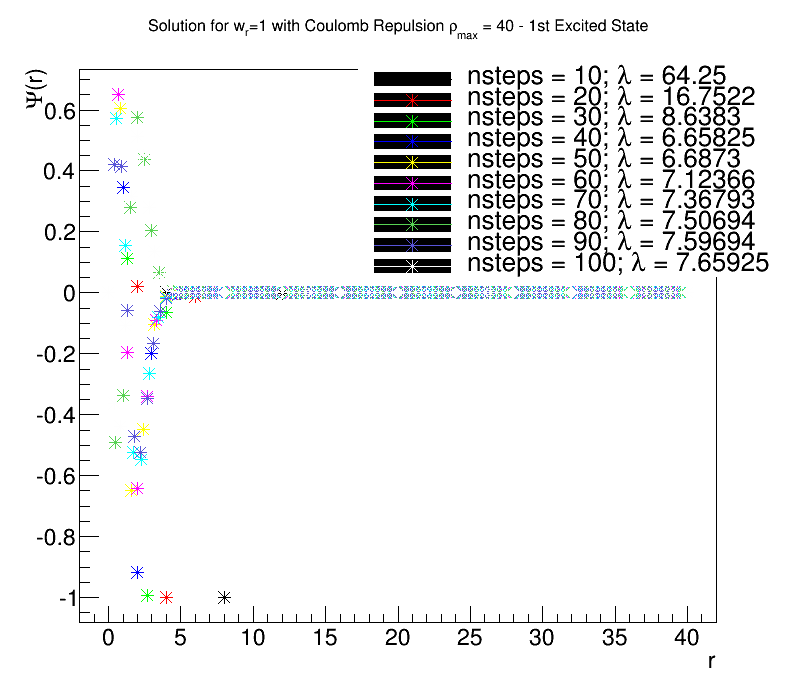 Solution for wr=1 with Coulomb Repulsion ρmax = 40 - 1st Excited State
Ψ(r)
nsteps = 10; λ = 64.25
nsteps = 20; λ = 16.7522
nsteps = 30; λ = 8.6383
nsteps = 40; λ = 6.65825
nsteps = 50; λ = 6.6873
nsteps = 60; λ = 7.12366
nsteps = 70; λ = 7.36793
nsteps = 80; λ = 7.50694
nsteps = 90; λ = 7.59694
nsteps = 100; λ = 7.65925
0.6
0.4
0.2
0
-0.2
-0.4
-0.6
-0.8
-1
0 5 10 15 20 25 30 35 40
r